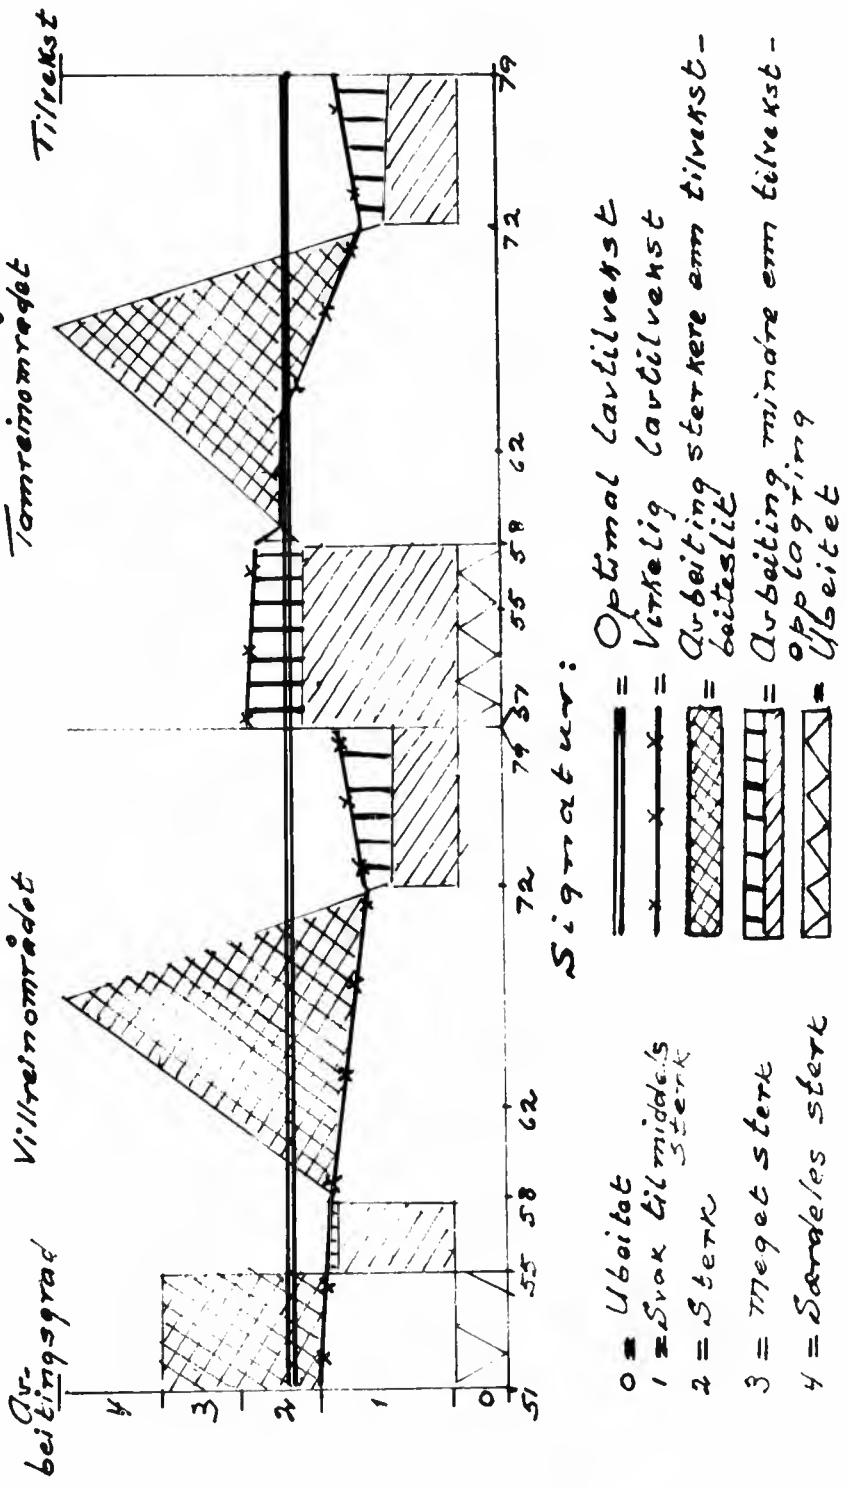 Av-
beitingsgrad
Villreinområdet
Tamreinområdet
Tilvekst
4
3
2
1
0
51 55 58 62 72 79 37 55 58 62 72 79
Signatur:
0 = Ubeitet
1 = Svak til middels
sterk
2 = Sterk
3 = meget sterk
4 = Særdeles sterk
= Optimal lavtilvekst
= Virkelig lavtilvekst
= Avbeiting sterkere enn tilvekst-
beiteslit
= Avbeiting mindre enn tilvekst-
opplagring
= Ubeitet